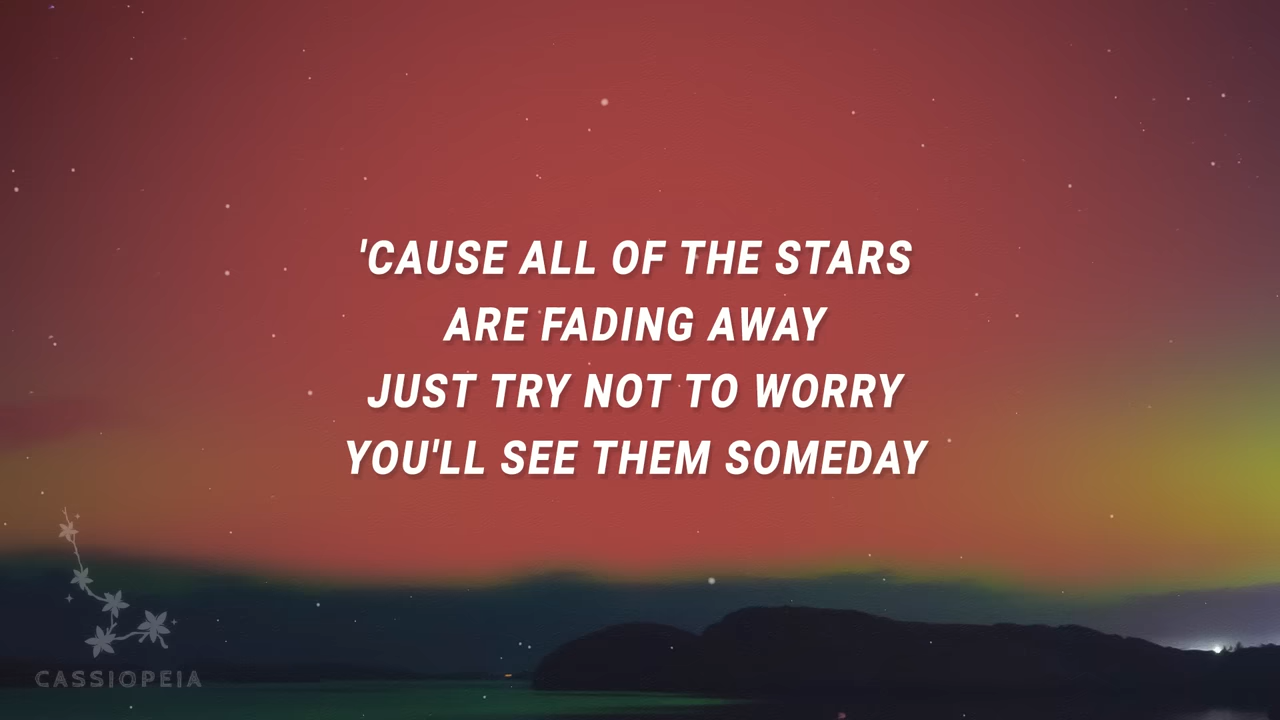 'CAUSE ALL OF THE STARS
ARE FADING AWAY
JUST TRY NOT TO WORRY
YOU'LL SEE THEM SOMEDAY
CASSIOPEIA